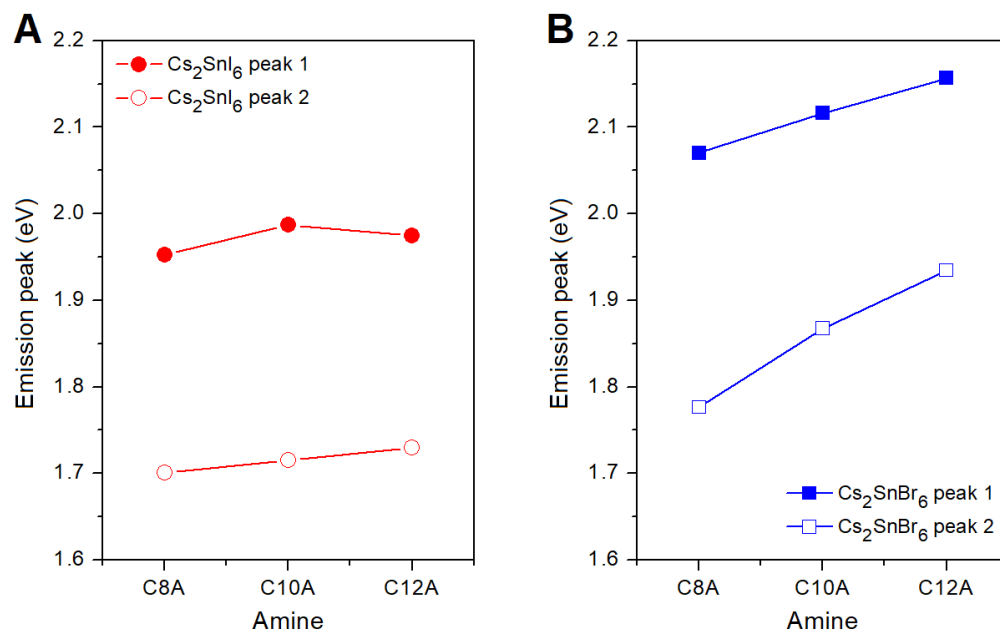 A
Cs₂SnI₆ peak 1
Cs₂SnI₆ peak 2
Emission peak (eV)
2.2
2.1
2.0
1.9
1.8
1.7
1.6
C8A
C10A
C12A
Amine
B
Emission peak (eV)
2.2
2.1
2.0
1.9
1.8
1.7
1.6
Cs₂SnBr₆ peak 1
Cs₂SnBr₆ peak 2
C8A
C10A
C12A
Amine